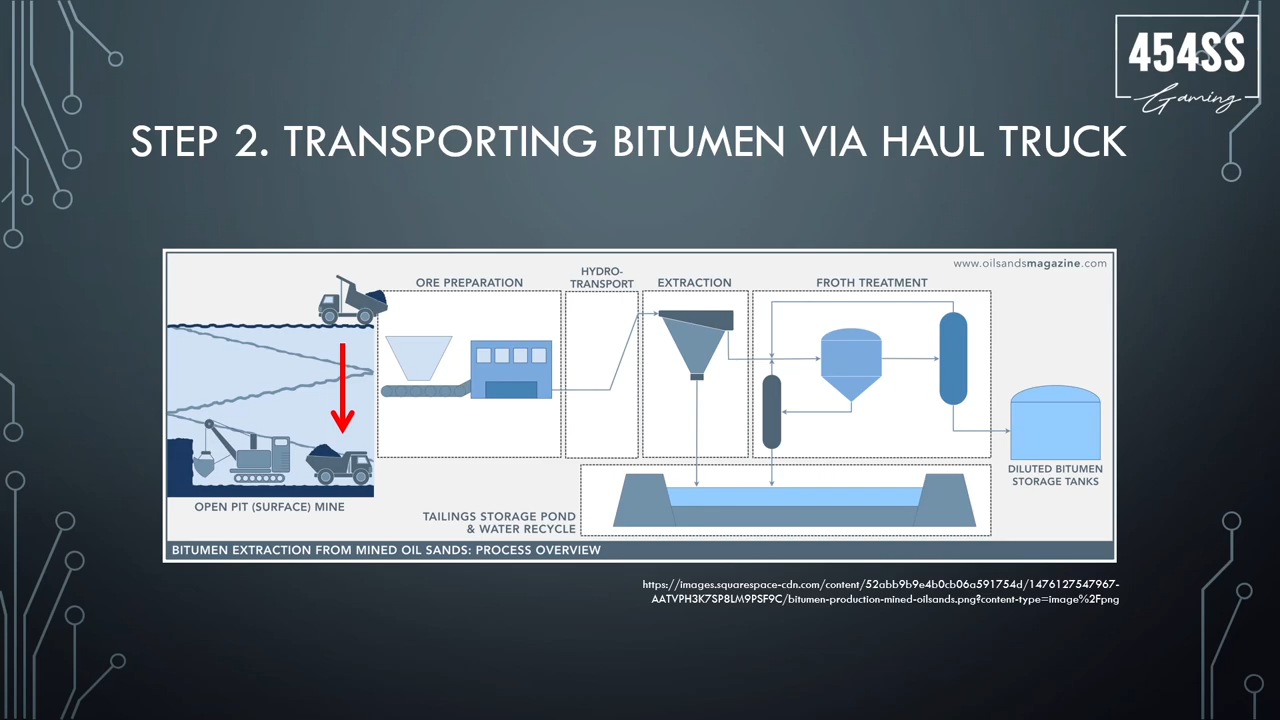 454SS
Gaming
STEP 2. TRANSPORTING BITUMEN VIA HAUL TRUCK
www.oilsandsmagazine.com
ORE PREPARATION
HYDRO-
TRANSPORT
EXTRACTION
FROTH TREATMENT
DILUTED BITUMEN
STORAGE TANKS
OPEN PIT (SURFACE) MINE
TAILINGS STORAGE POND
& WATER RECYCLE
BITUMEN EXTRACTION FROM MINED OIL SANDS: PROCESS OVERVIEW
https://images.squarespace-cdn.com/content/52abb9b9e4b0cb06a591754d/1476127547967-
AATVPH3K7SP8LM9PSF9C/bitumen-production-mined-oilsands.png?content-type=image%2Fpng